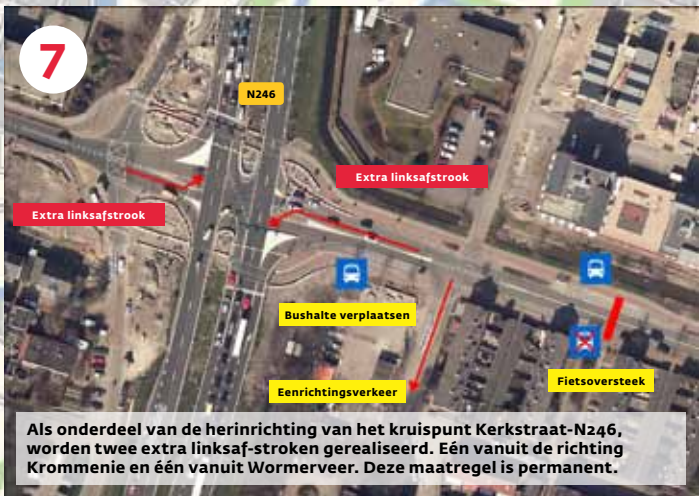 7
N246
Extra linksafstrook
Extra linksafstrook
Bushalte verplaatsen
Eenrichtingsverkeer
Fietsoversteek
Als onderdeel van de herinrichting van het kruispunt Kerkstraat-N246,
worden twee extra linksaf-stroken gerealiseerd. Eén vanuit de richting
Krommenie en één vanuit Wormerveer. Deze maatregel is permanent.